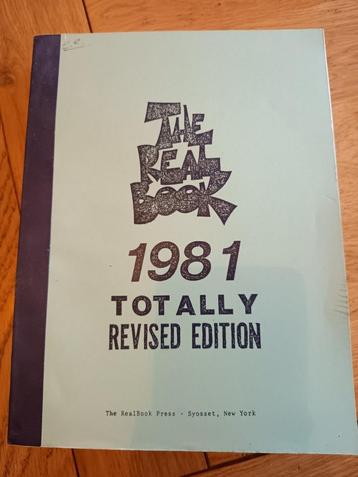 THE
REAL
BOOK
1981
TOTALLY
REVISED EDITION
The RealBook Press - Syosset, New York